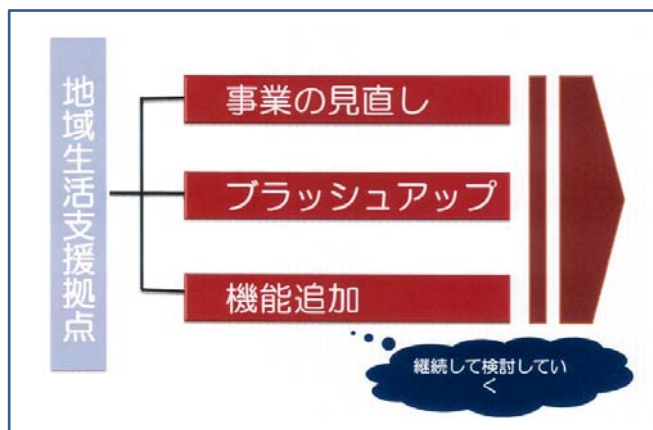 地域生活支援拠点
事業の見直し
ブラッシュアップ
機能追加
継続して検討してい
く